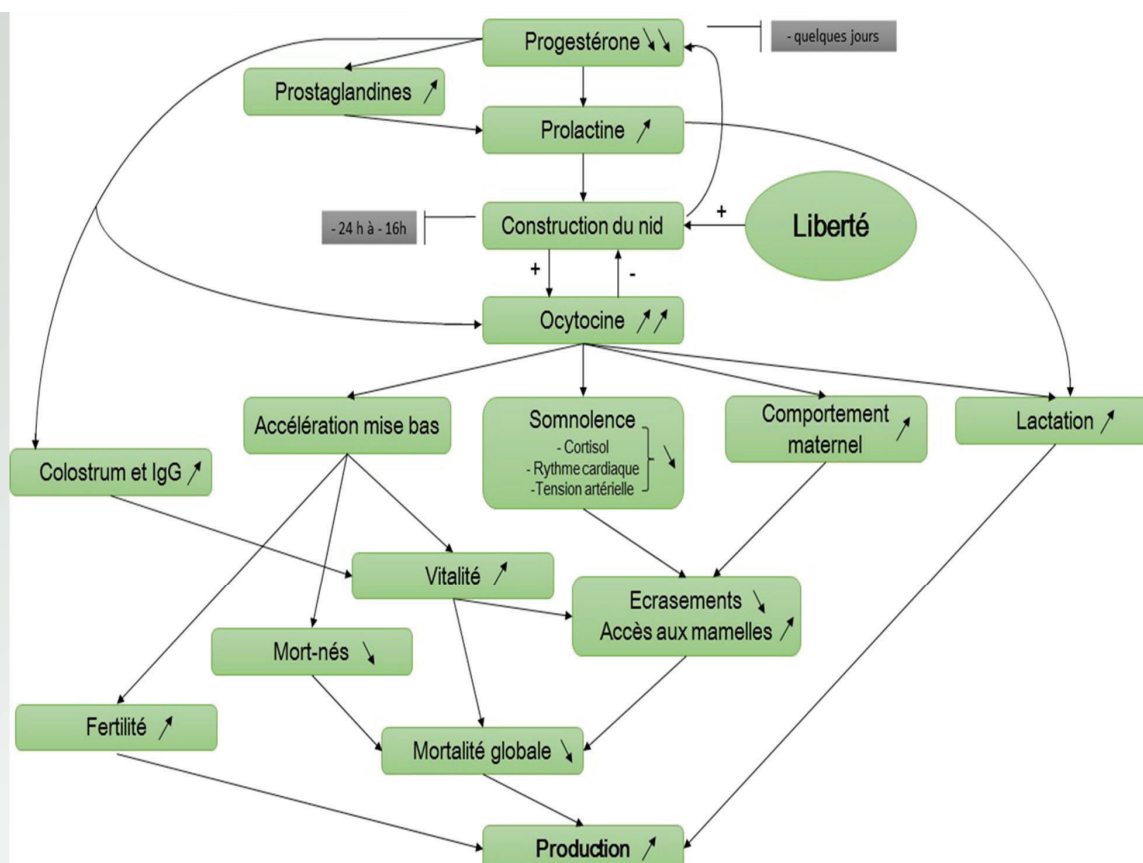 Progestérone ↘↘
- quelques jours
Prostaglandines ↗
Prolactine ↗
- 24 h à - 16h
Construction du nid
+
Liberté
+
-
Ocytocine ↗↗
Accélération mise bas
Somnolence
- Cortisol
- Rythme cardiaque
-Tension artérielle
↘
Comportement
maternel ↗
Lactation ↗
Colostrum et IgG ↗
Vitalité ↗
Ecrasements ↘
Accès aux mamelles ↗
Mort-nés ↘
Fertilité ↗
Mortalité globale ↘
Production ↗